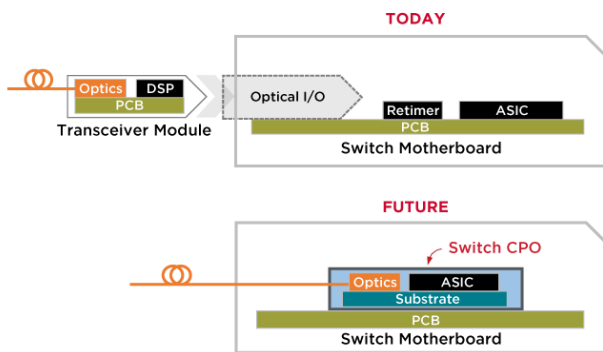 TODAY
Optics
DSP
PCB
Transceiver Module
Optical I/O
Retimer
ASIC
PCB
Switch Motherboard
FUTURE
Switch CPO
Optics
ASIC
Substrate
PCB
Switch Motherboard